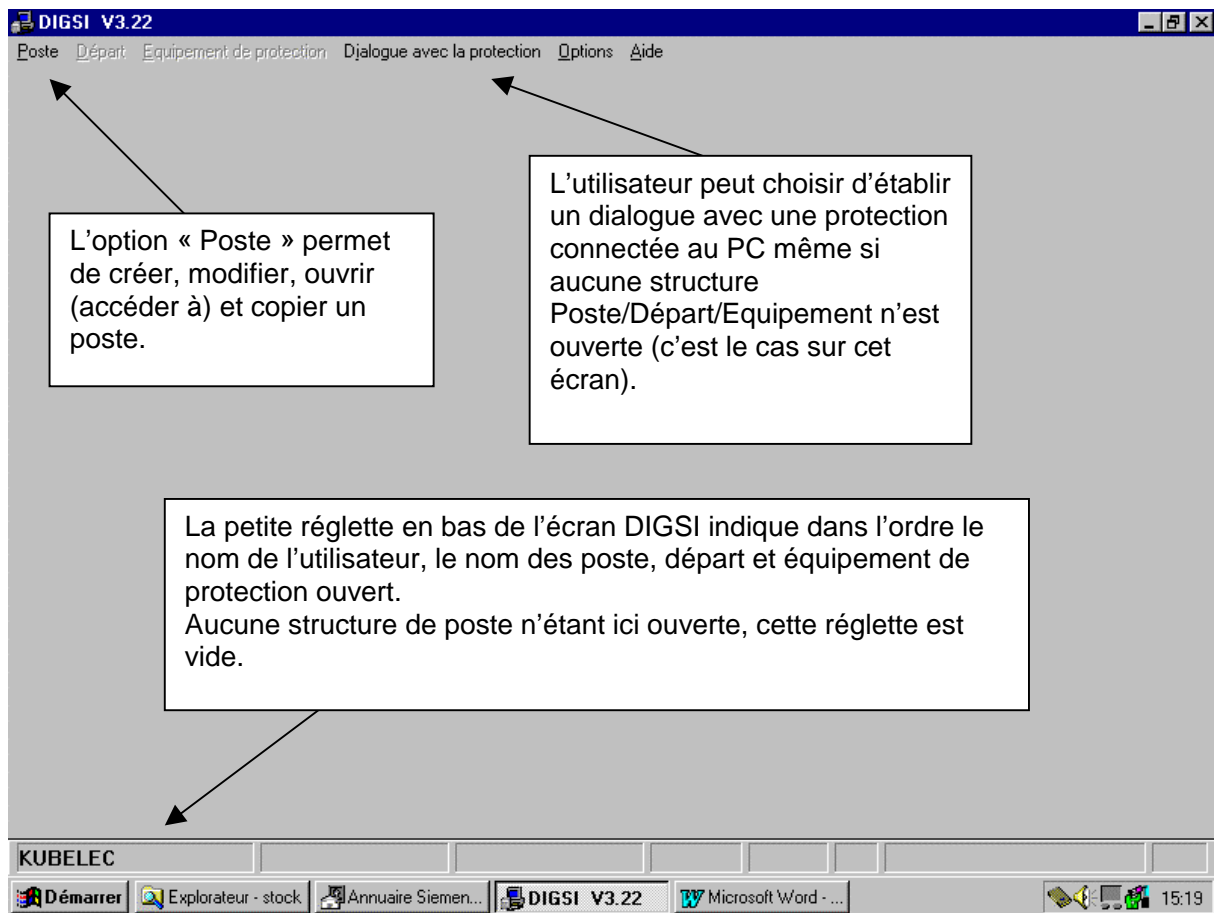 DIGSI V3.22
Poste Départ Equipement de protection Dialogue avec la protection Options Aide
L'option « Poste » permet
de créer, modifier, ouvrir
(accéder à) et copier un
poste.
L'utilisateur peut choisir d'établir
un dialogue avec une protection
connectée au PC même si
aucune structure
Poste/Départ/Equipement n'est
ouverte (c'est le cas sur cet
écran).
La petite réglette en bas de l'écran DIGSI indique dans l'ordre le
nom de l'utilisateur, le nom des poste, départ et équipement de
protection ouvert.
Aucune structure de poste n'étant ici ouverte, cette réglette est
vide.
KUBELEC
Démarrer Explorateur - stock Annuaire Siemen... DIGSI V3.22 Microsoft Word - ... 15:19